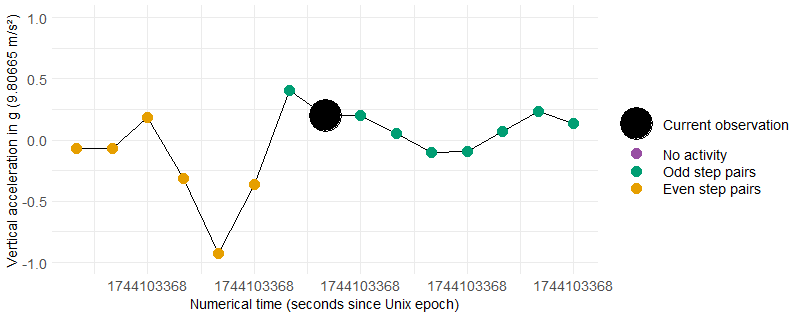 1.0
0.5
0.0
-0.5
-1.0
Vertical acceleration in g (9.80665 m/s²)
1744103368 1744103368 1744103368 1744103368 1744103368
Numerical time (seconds since Unix epoch)
Current observation
No activity
Odd step pairs
Even step pairs